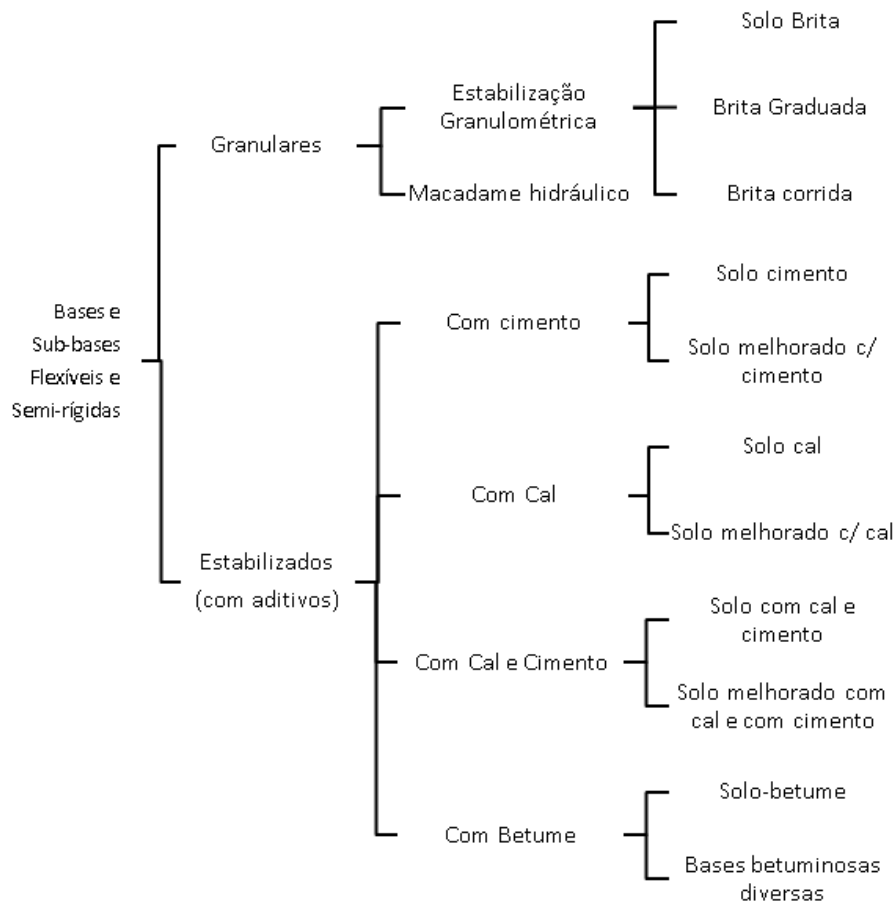 Bases e
Sub-bases
Flexíveis e
Semi-rígidas
Granulares
Estabilização
Granulométrica
Solo Brita
Brita Graduada
Brita corrida
Macadame hidráulico
Estabilizados
(com aditivos)
Com cimento
Solo cimento
Solo melhorado c/
cimento
Com Cal
Solo cal
Solo melhorado c/ cal
Com Cal e Cimento
Solo com cal e
cimento
Solo melhorado com
cal e com cimento
Com Betume
Solo-betume
Bases betuminosas
diversas